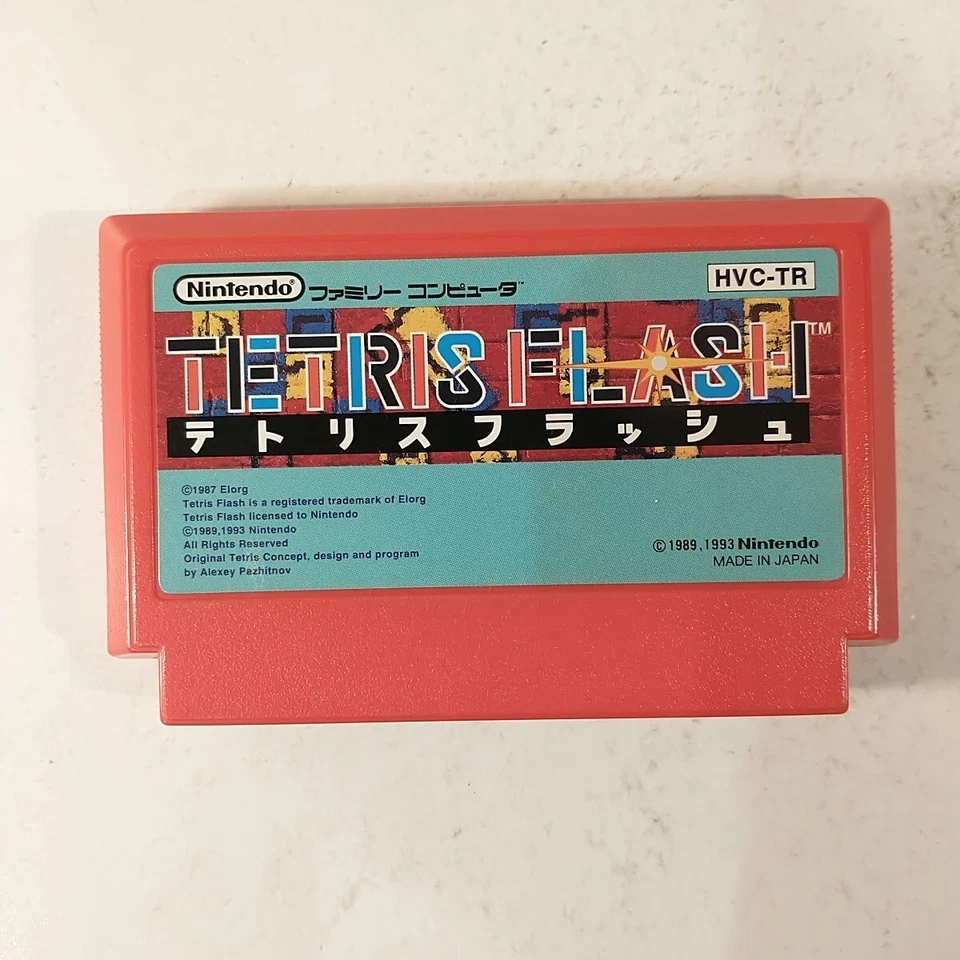 Nintendo® ファミリー コンピュータ™
HVC-TR
TETRIS FLASH™
テトリスフラッシュ
©1987 Elorg
Tetris Flash is a registered trademark of Elorg
Tetris Flash licensed to Nintendo
©1989,1993 Nintendo
All Rights Reserved
Original Tetris Concept, design and program
by Alexey Pazhitnov
©1989,1993 Nintendo
MADE IN JAPAN